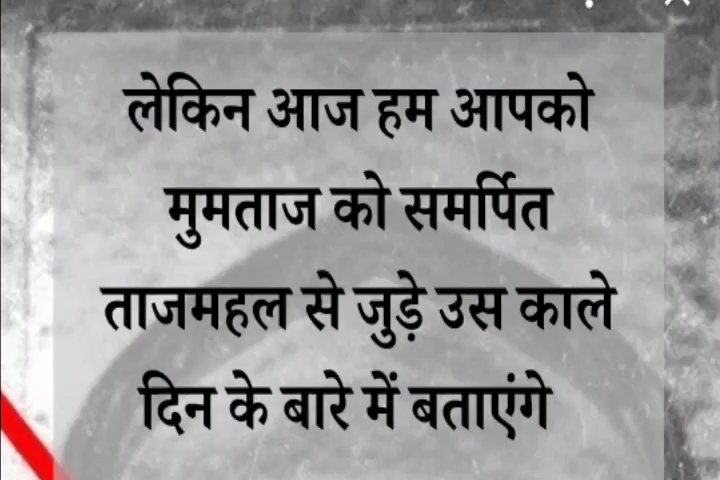 लेकिन आज हम आपको
मुमताज को समर्पित
ताजमहल से जुड़े उस काले
दिन के बारे में बताएंगे